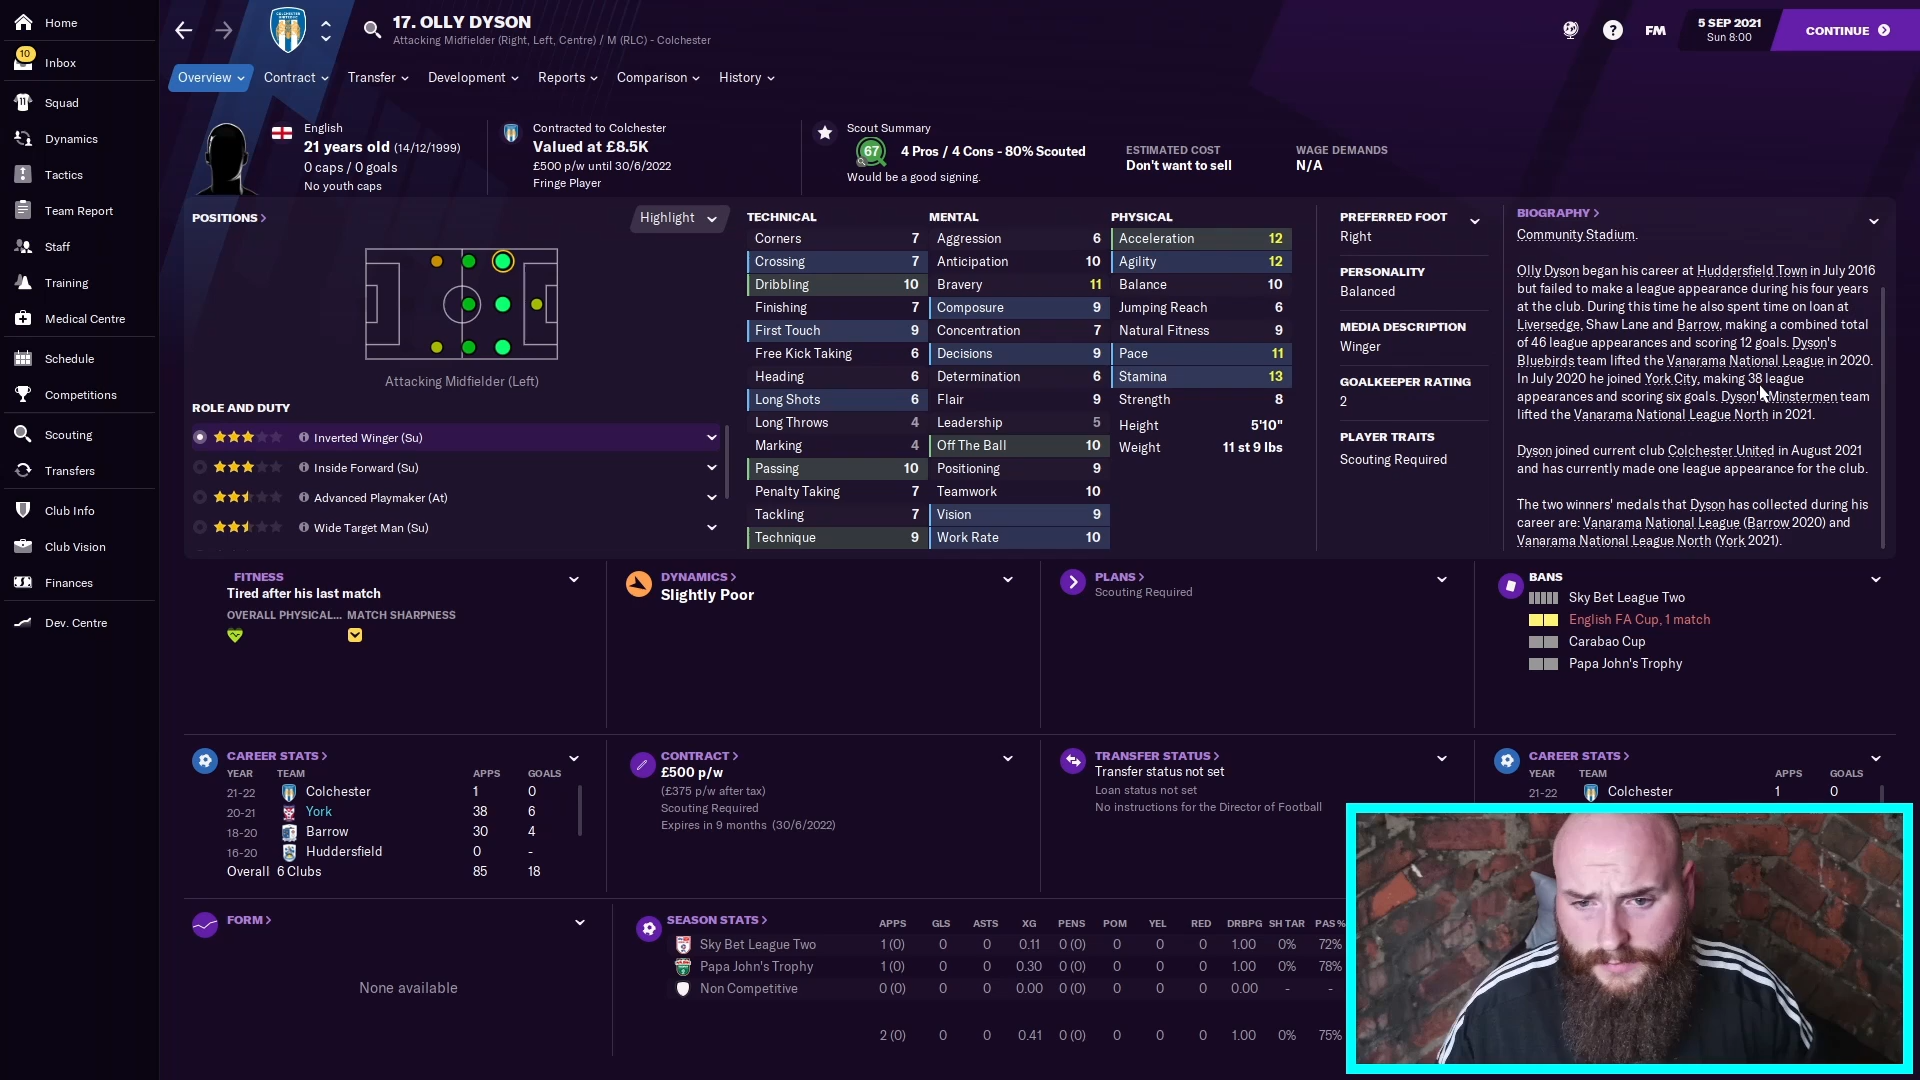 Home
10
Inbox
Squad
Dynamics
Tactics
Team Report
Staff
Training
Medical Centre
Schedule
Competitions
Scouting
Transfers
Club Info
Club Vision
Finances
Dev. Centre
17. OLLY DYSON
Attacking Midfielder (Right, Left, Centre) / M (RLC) - Colchester
FM
5 SEP 2021
Sun 8:00
CONTINUE
Overview Contract Transfer Development Reports Comparison History
English
21 years old (14/12/1999)
0 caps / 0 goals
No youth caps
Contracted to Colchester
Valued at £8.5K
£500 p/w until 30/6/2022
Fringe Player
Scout Summary
67 4 Pros / 4 Cons - 80% Scouted
Would be a good signing.
ESTIMATED COST
Don't want to sell
WAGE DEMANDS
N/A
POSITIONS >
Highlight
Attacking Midfielder (Left)
ROLE AND DUTY
Inverted Winger (Su)
Inside Forward (Su)
Advanced Playmaker (At)
Wide Target Man (Su)
TECHNICAL
Corners 7
Crossing 7
Dribbling 10
Finishing 7
First Touch 9
Free Kick Taking 6
Heading 6
Long Shots 6
Long Throws 4
Marking 4
Passing 10
Penalty Taking 7
Tackling 7
Technique 9
MENTAL
Aggression 6
Anticipation 10
Bravery 11
Composure 9
Concentration 7
Decisions 9
Determination 6
Flair 9
Leadership 5
Off The Ball 10
Positioning 9
Teamwork 10
Vision 9
Work Rate 10
PHYSICAL
Acceleration 12
Agility 12
Balance 10
Jumping Reach 6
Natural Fitness 9
Pace 11
Stamina 13
Strength 8
Height 5'10"
Weight 11 st 9 lbs
PREFERRED FOOT
Right
PERSONALITY
Balanced
MEDIA DESCRIPTION
Winger
GOALKEEPER RATING
2
PLAYER TRAITS
Scouting Required
BIOGRAPHY >
Community Stadium.
Olly Dyson began his career at Huddersfield Town in July 2016
but failed to make a league appearance during his four years
at the club. During this time he also spent time on loan at
Liversedge, Shaw Lane and Barrow, making a combined total
of 46 league appearances and scoring 12 goals. Dyson's
Bluebirds team lifted the Vanarama National League in 2020.
In July 2020 he joined York City, making 38 league
appearances and scoring six goals. Dyson's Minstermen team
lifted the Vanarama National League North in 2021.
Dyson joined current club Colchester United in August 2021
and has currently made one league appearance for the club.
The two winners' medals that Dyson has collected during his
career are: Vanarama National League (Barrow 2020) and
Vanarama National League North (York 2021).
FITNESS
Tired after his last match
OVERALL PHYSICAL... MATCH SHARPNESS
DYNAMICS >
Slightly Poor
PLANS >
Scouting Required
BANS
Sky Bet League Two
English FA Cup, 1 match
Carabao Cup
Papa John's Trophy
CAREER STATS >
YEAR TEAM APPS GOALS
21-22 Colchester 1 0
20-21 York 38 6
18-20 Barrow 30 4
16-20 Huddersfield 0 -
Overall 6 Clubs 85 18
CONTRACT >
£500 p/w
(£375 p/w after tax)
Scouting Required
Expires in 9 months (30/6/2022)
TRANSFER STATUS >
Transfer status not set
Loan status not set
No instructions for the Director of Football
CAREER STATS >
YEAR TEAM APPS GOALS
21-22 Colchester 1 0
FORM >
None available
SEASON STATS >
APPS GLS ASTS XG PENS POM YEL RED DRBPG SH TAR PAS %
Sky Bet League Two 1 (0) 0 0 0.11 0 (0) 0 0 0 1.00 0% 72%
Papa John's Trophy 1 (0) 0 0 0.30 0 (0) 0 0 0 1.00 0% 78%
Non Competitive 0 (0) 0 0 0.00 0 (0) 0 0 0 0.00 - -
2 (0) 0 0 0.41 0 (0) 0 0 0 1.00 0% 75%